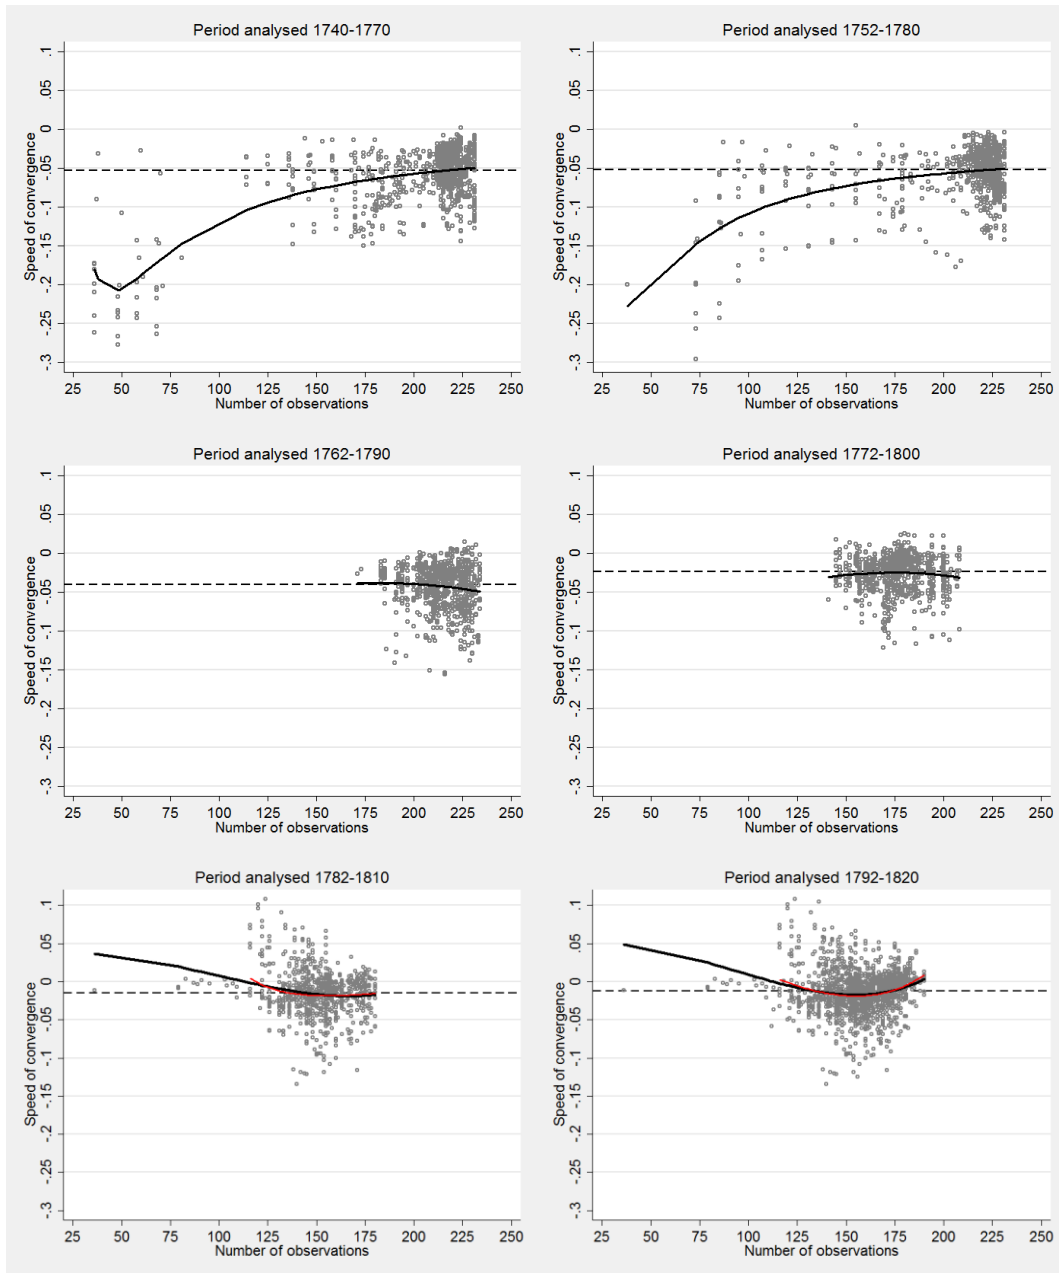 Period analysed 1740-1770
Speed of convergence
.1
.05
0
-.05
-.1
-.15
-.2
-.25
-.3
25 50 75 100 125 150 175 200 225 250
Number of observations
Period analysed 1752-1780
Speed of convergence
.1
.05
0
-.05
-.1
-.15
-.2
-.25
-.3
25 50 75 100 125 150 175 200 225 250
Number of observations
Period analysed 1762-1790
Speed of convergence
.1
.05
0
-.05
-.1
-.15
-.2
-.25
-.3
25 50 75 100 125 150 175 200 225 250
Number of observations
Period analysed 1772-1800
Speed of convergence
.1
.05
0
-.05
-.1
-.15
-.2
-.25
-.3
25 50 75 100 125 150 175 200 225 250
Number of observations
Period analysed 1782-1810
Speed of convergence
.1
.05
0
-.05
-.1
-.15
-.2
-.25
-.3
25 50 75 100 125 150 175 200 225 250
Number of observations
Period analysed 1792-1820
Speed of convergence
.1
.05
0
-.05
-.1
-.15
-.2
-.25
-.3
25 50 75 100 125 150 175 200 225 250
Number of observations